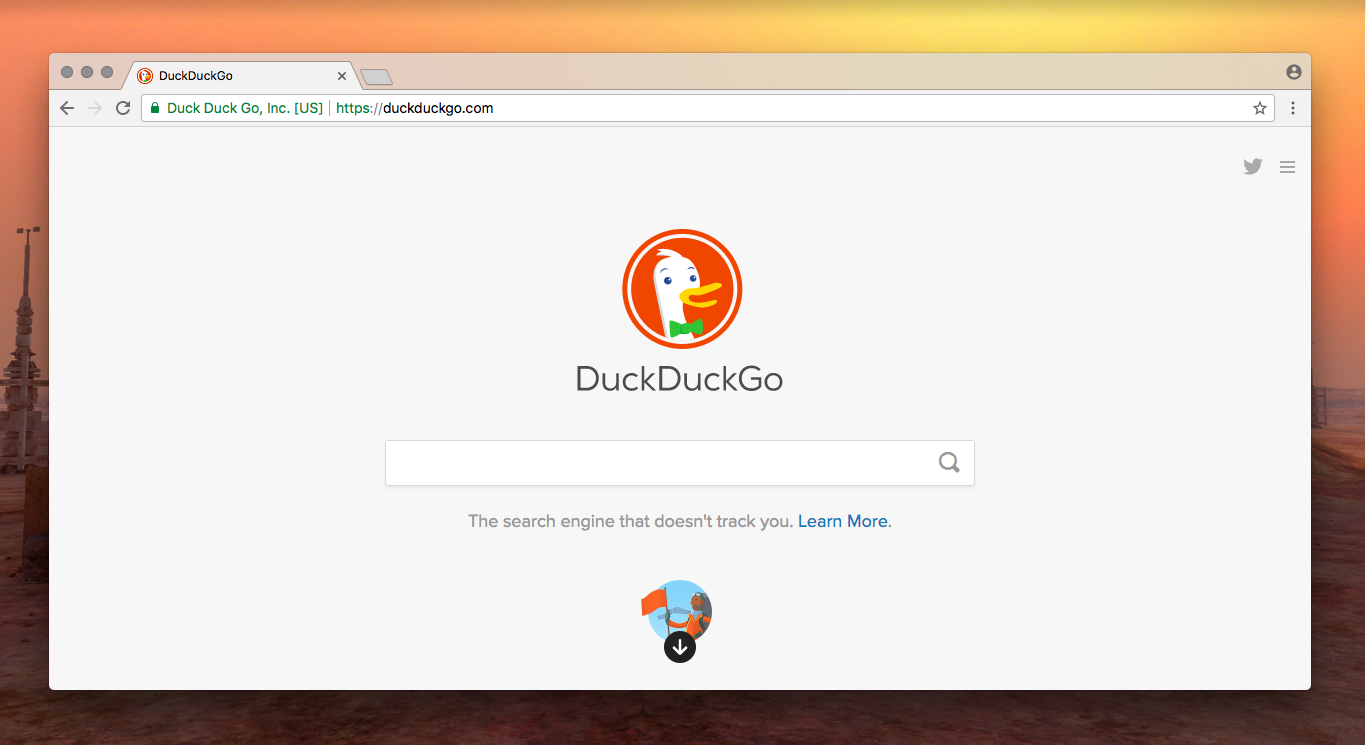 DuckDuckGo
Duck Duck Go, Inc. [US] https://duckduckgo.com
DuckDuckGo
The search engine that doesn't track you. Learn More.